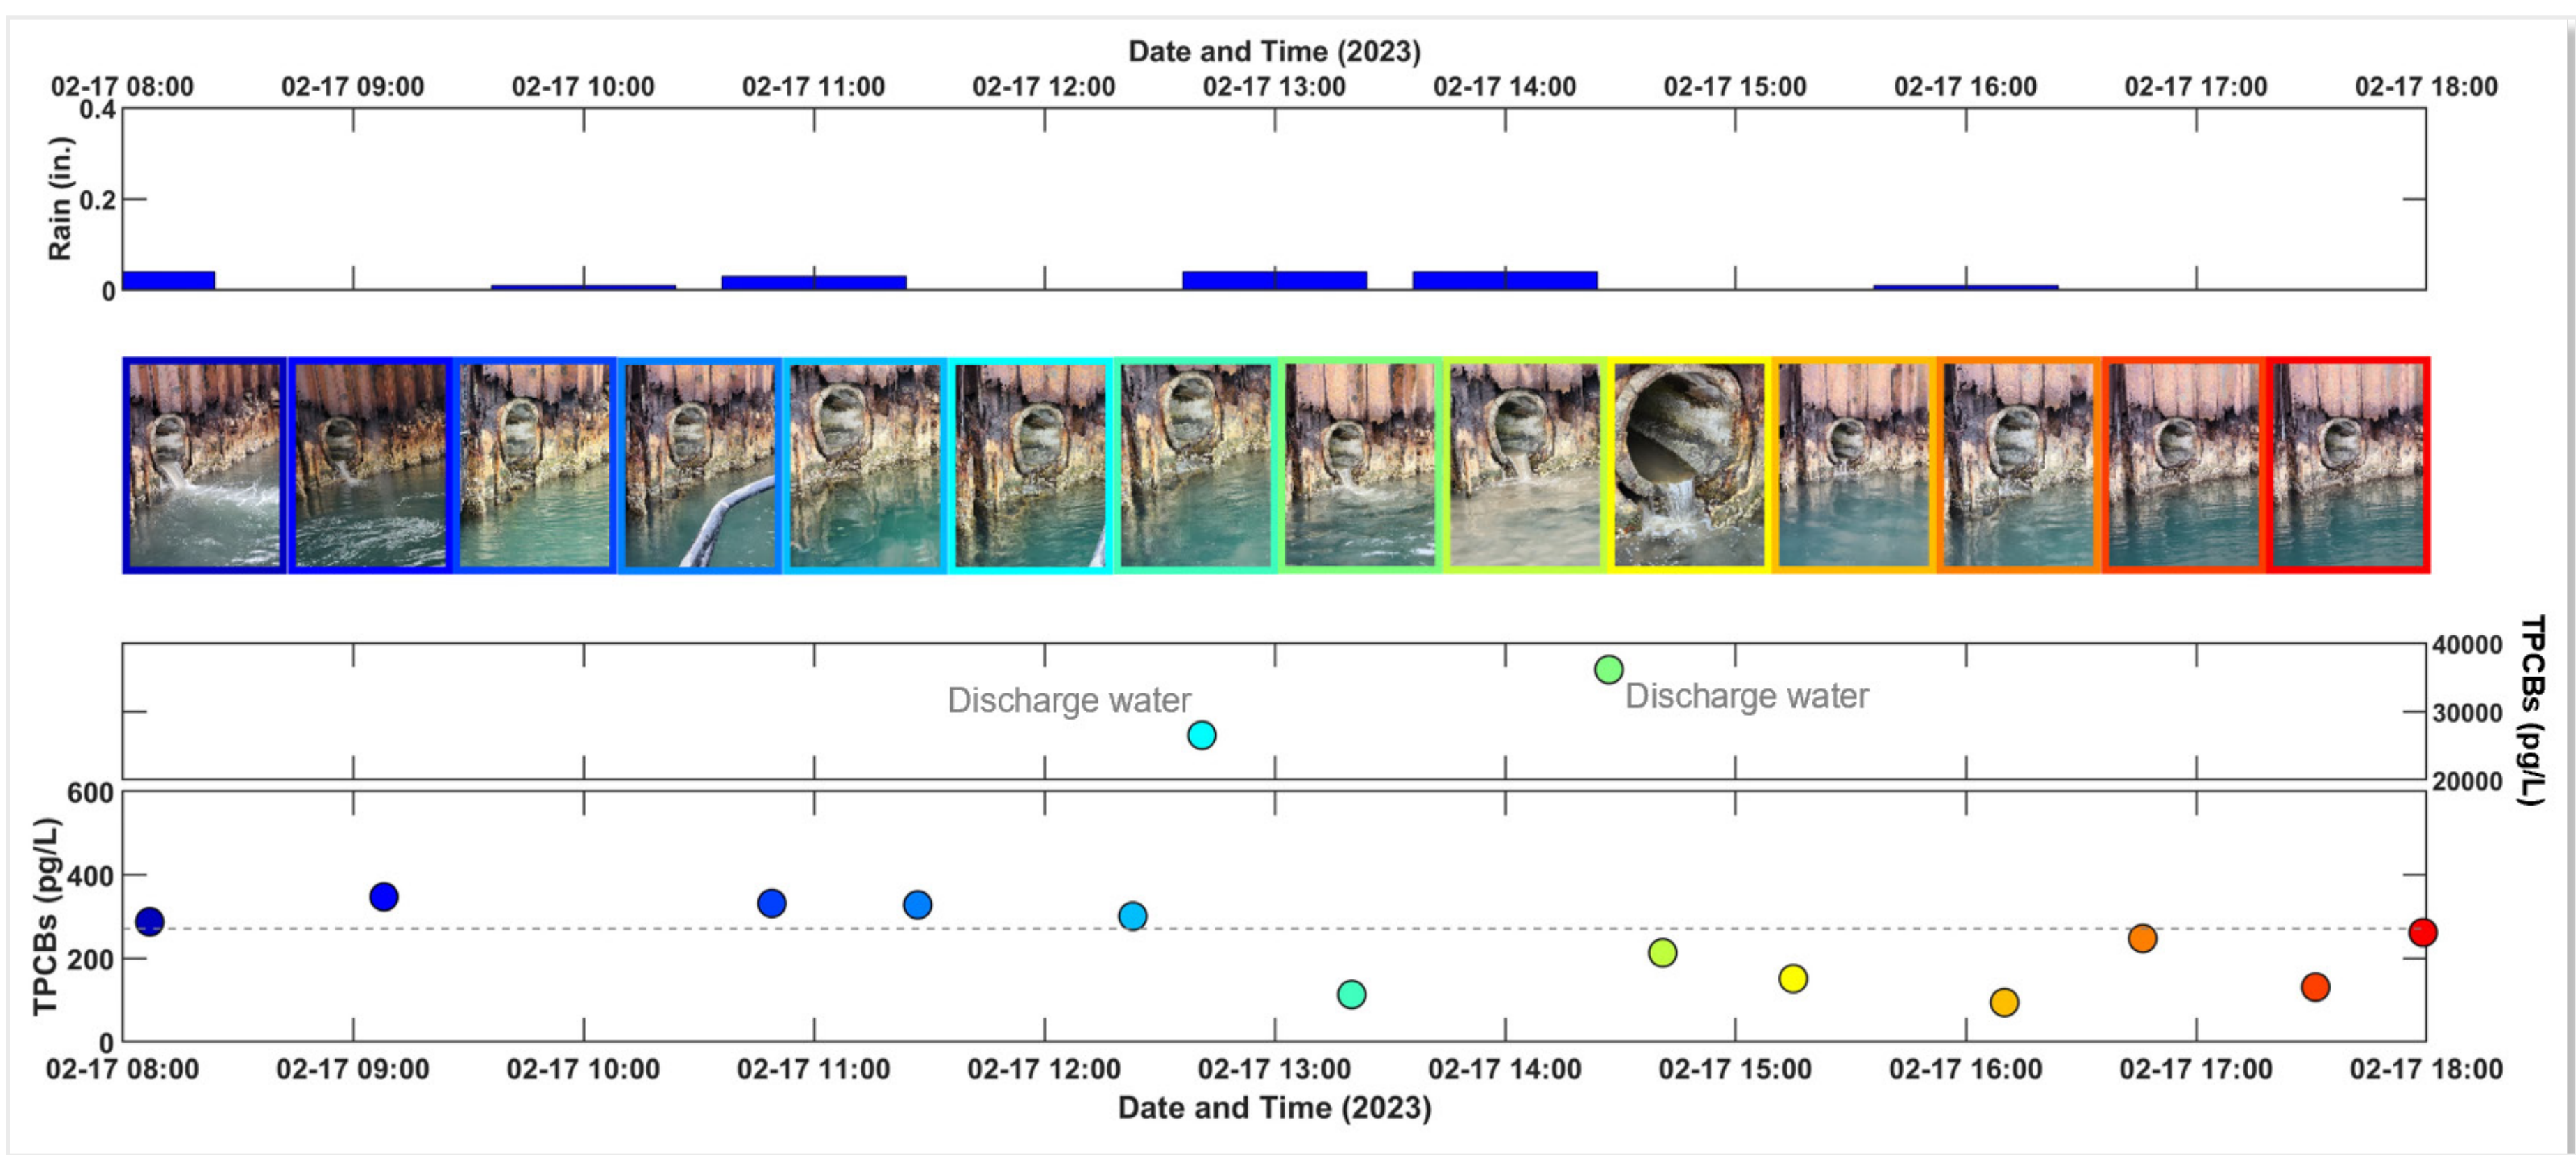 Date and Time (2023)
02-17 08:00 02-17 09:00 02-17 10:00 02-17 11:00 02-17 12:00 02-17 13:00 02-17 14:00 02-17 15:00 02-17 16:00 02-17 17:00 02-17 18:00
0.4
Rain (in.)
0.2
0
40000
TPCBs (pg/L)
Discharge water
Discharge water
30000
20000
600
TPCBs (pg/L)
400
200
0
02-17 08:00 02-17 09:00 02-17 10:00 02-17 11:00 02-17 12:00 02-17 13:00 02-17 14:00 02-17 15:00 02-17 16:00 02-17 17:00 02-17 18:00
Date and Time (2023)